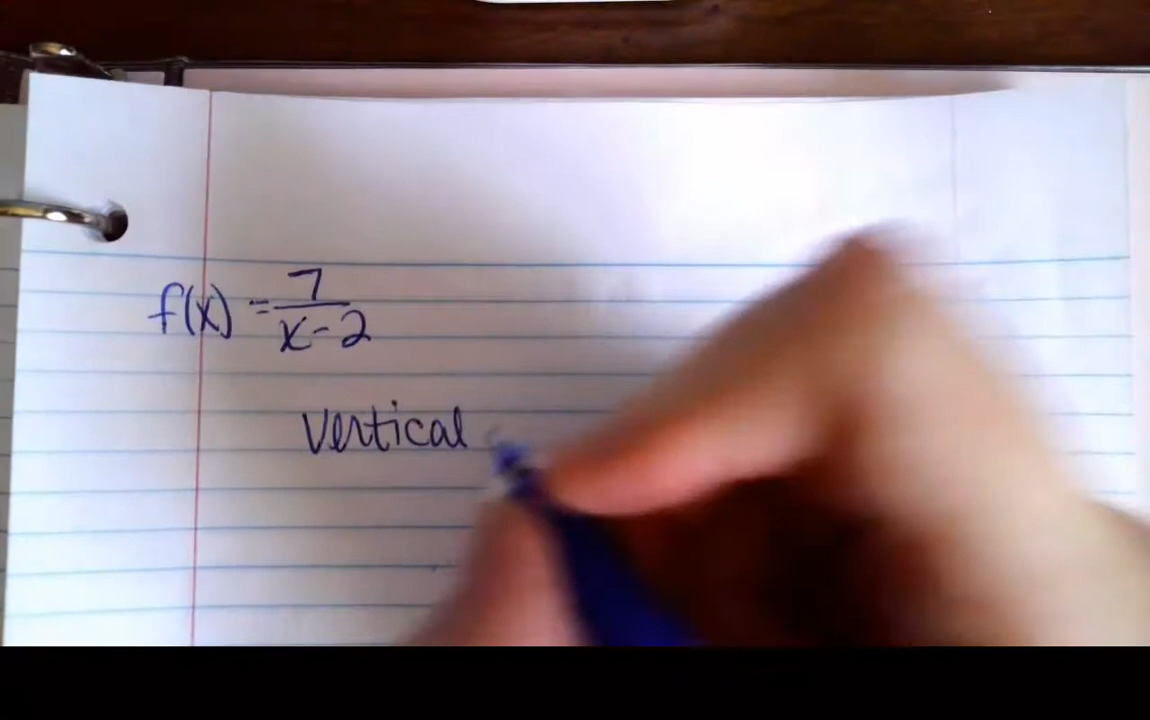 f(x) = 7/(x-2)
Vertical